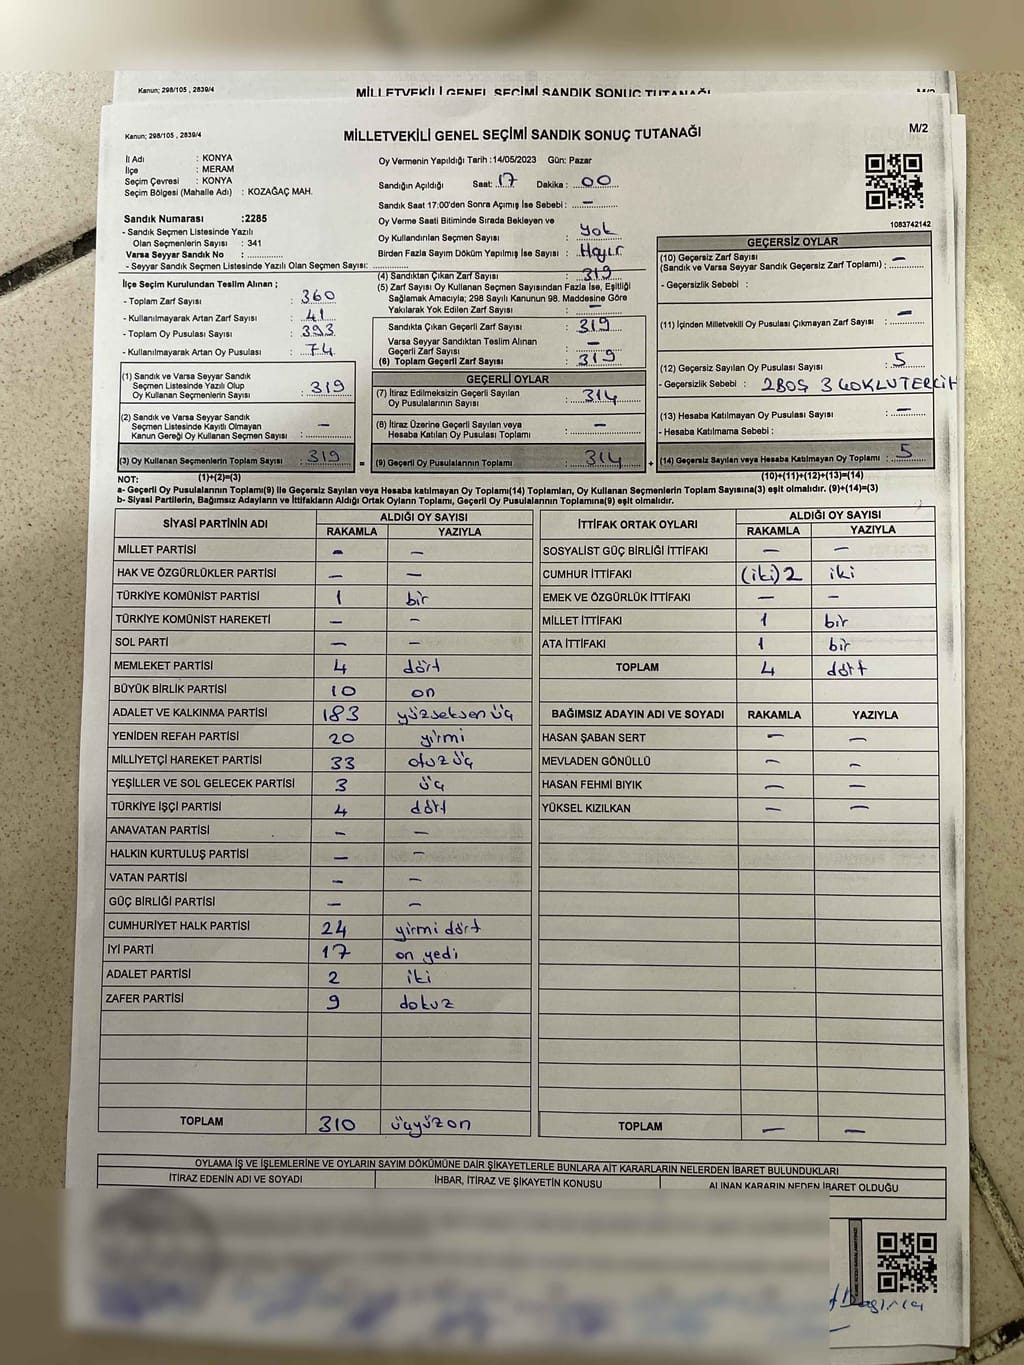 Kanun; 298/105 , 2839/4
MİLLETVEKİLİ GENEL SEÇİMİ SANDIK SONUÇ TUTANAĞI
Kanun; 298/105 , 2839/4
MİLLETVEKİLİ GENEL SEÇİMİ SANDIK SONUÇ TUTANAĞI
M/2
İl Adı : KONYA
İlçe : MERAM
Seçim Çevresi : KONYA
Seçim Bölgesi (Mahalle Adı) : KOZAĞAÇ MAH.
Sandık Numarası :2285
- Sandık Seçmen Listesinde Yazılı
Olan Seçmenlerin Sayısı : 341
Varsa Seyyar Sandık No :
- Seyyar Sandık Seçmen Listesinde Yazılı Olan Seçmen Sayısı:
Oy Vermenin Yapıldığı Tarih :14/05/2023 Gün: Pazar
Sandığın Açıldığı Saat: 17 Dakika : 00
Sandık Saat 17:00'den Sonra Açımış İse Sebebi : -
Oy Verme Saati Bitiminde Sırada Bekleyen ve
Oy Kullandırılan Seçmen Sayısı : Yok
Birden Fazla Sayım Döküm Yapılmış İse Sayısı : Hayır
1083742142
İlçe Seçim Kurulundan Teslim Alınan ;
- Toplam Zarf Sayısı : 360
- Kullanılmayarak Artan Zarf Sayısı : 41
- Toplam Oy Pusulası Sayısı : 393
- Kullanılmayarak Artan Oy Pusulası : 74
(1) Sandık ve Varsa Seyyar Sandık
Seçmen Listesinde Yazılı Olup
Oy Kullanan Seçmenlerin Sayısı : 319
(2) Sandık ve Varsa Seyyar Sandık
Seçmen Listesinde Kayıtlı Olmayan
Kanun Gereği Oy Kullanan Seçmen Sayısı : -
(3) Oy Kullanan Seçmenlerin Toplam Sayısı : 319
(1)+(2)=(3)
(4) Sandıktan Çıkan Zarf Sayısı : 319
(5) Zarf Sayısı Oy Kullanan Seçmen Sayısından Fazla İse, Eşitliği
Sağlamak Amacıyla; 298 Sayılı Kanunun 98. Maddesine Göre
Yakılarak Yok Edilen Zarf Sayısı : -
Sandıkta Çıkan Geçerli Zarf Sayısı : 319
Varsa Seyyar Sandıktan Teslim Alınan
Geçerli Zarf Sayısı : -
(6) Toplam Geçerli Zarf Sayısı : 319
GEÇERLİ OYLAR
(7) İtiraz Edilmeksizin Geçerli Sayılan
Oy Pusulalarının Sayısı : 314
(8) İtiraz Üzerine Geçerli Sayılan veya
Hesaba Katılan Oy Pusulası Toplamı : -
= (9) Geçerli Oy Pusulalarının Toplamı : 314 +
GEÇERSİZ OYLAR
(10) Geçersiz Zarf Sayısı
(Sandık ve Varsa Seyyar Sandık Geçersiz Zarf Toplamı) : -
- Geçersizlik Sebebi :
(11) İçinden Milletvekili Oy Pusulası Çıkmayan Zarf Sayısı : -
(12) Geçersiz Sayılan Oy Pusulası Sayısı : 5
- Geçersizlik Sebebi : 2BOŞ 3 ÇOKLUTERCİH
(13) Hesaba Katılmayan Oy Pusulası Sayısı : -
- Hesaba Katılmama Sebebi :
(14) Geçersiz Sayılan veya Hesaba Katılmayan Oy Toplamı : 5
(10)+(11)+(12)+(13)=(14)
NOT:
a- Geçerli Oy Pusulalarının Toplamı(9) ile Geçersiz Sayılan veya Hesaba katılmayan Oy Toplamı(14) Toplamları, Oy Kullanan Seçmenlerin Toplam Sayısına(3) eşit olmalıdır. (9)+(14)=(3)
b- Siyasi Partilerin, Bağımsız Adayların ve İttifakların Aldığı Ortak Oyların Toplamı, Geçerli Oy Pusulalarının Toplamına(9) eşit olmalıdır.
SİYASİ PARTİNİN ADI ALDIĞI OY SAYISI
RAKAMLA YAZIYLA
MİLLET PARTİSİ - -
HAK VE ÖZGÜRLÜKLER PARTİSİ - -
TÜRKİYE KOMÜNİST PARTİSİ 1 bir
TÜRKİYE KOMÜNİST HAREKETİ - -
SOL PARTİ - -
MEMLEKET PARTİSİ 4 dört
BÜYÜK BİRLİK PARTİSİ 10 on
ADALET VE KALKINMA PARTİSİ 183 yüzseksen üç
YENİDEN REFAH PARTİSİ 20 yirmi
MİLLİYETÇİ HAREKET PARTİSİ 33 otuz üç
YEŞİLLER VE SOL GELECEK PARTİSİ 3 üç
TÜRKİYE İŞÇİ PARTİSİ 4 dört
ANAVATAN PARTİSİ - -
HALKIN KURTULUŞ PARTİSİ - -
VATAN PARTİSİ - -
GÜÇ BİRLİĞİ PARTİSİ - -
CUMHURİYET HALK PARTİSİ 24 yirmi dört
İYİ PARTİ 17 on yedi
ADALET PARTİSİ 2 iki
ZAFER PARTİSİ 9 dokuz
TOPLAM 310 üçyüzon
İTTİFAK ORTAK OYLARI ALDIĞI OY SAYISI
RAKAMLA YAZIYLA
SOSYALİST GÜÇ BİRLİĞİ İTTİFAKI - -
CUMHUR İTTİFAKI (iki) 2 iki
EMEK VE ÖZGÜRLÜK İTTİFAKI - -
MİLLET İTTİFAKI 1 bir
ATA İTTİFAKI 1 bir
TOPLAM 4 dört
BAĞIMSIZ ADAYIN ADI VE SOYADI RAKAMLA YAZIYLA
HASAN ŞABAN SERT - -
MEVLADEN GÖNÜLLÜ - -
HASAN FEHMİ BIYIK - -
YÜKSEL KIZILKAN - -
TOPLAM - -
OYLAMA İŞ VE İŞLEMLERİNE VE OYLARIN SAYIM DÖKÜMÜNE DAİR ŞİKAYETLERLE BUNLARA AİT KARARLARIN NELERDEN İBARET BULUNDUKLARI
İTİRAZ EDENİN ADI VE SOYADI İHBAR, İTİRAZ VE ŞİKAYETİN KONUSU ALINAN KARARIN NEDEN İBARET OLDUĞU